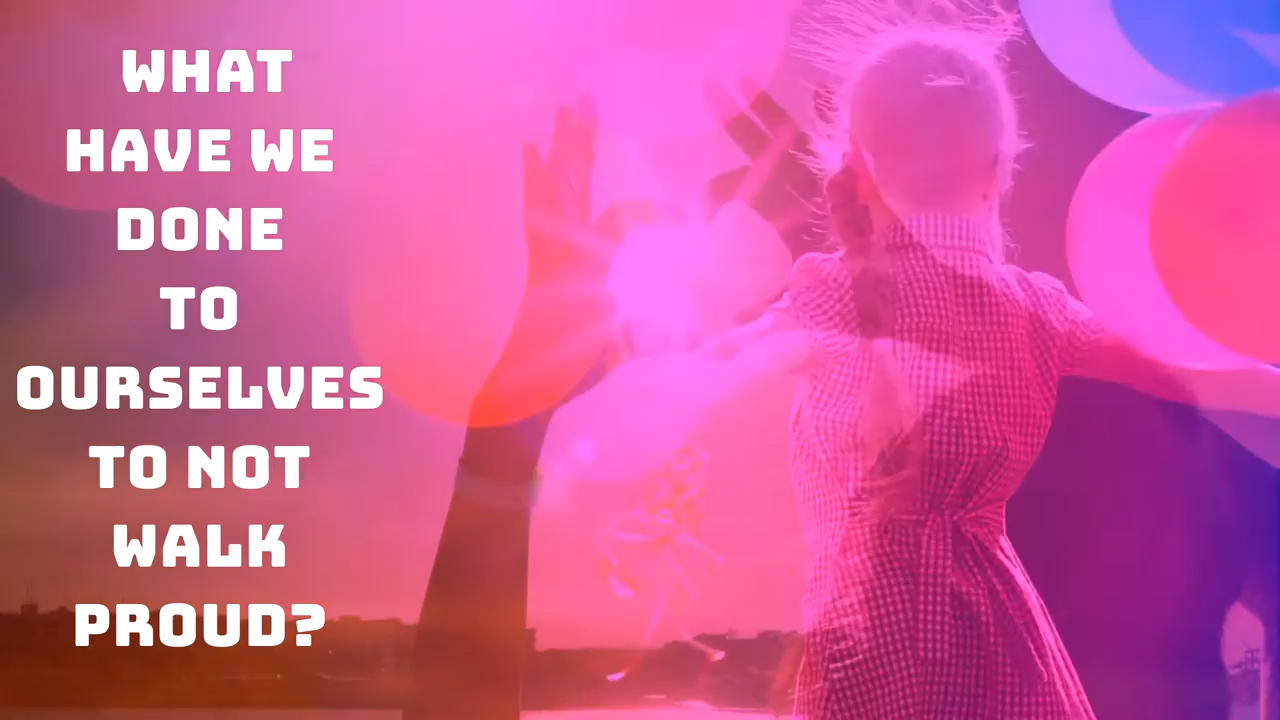 WHAT
HAVE WE
DONE
TO
OURSELVES
TO NOT
WALK
PROUD?